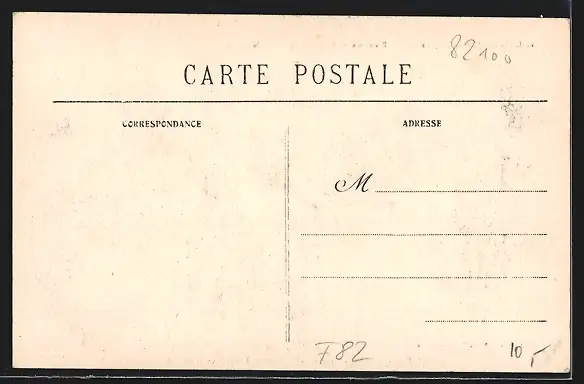 82100
CARTE POSTALE
CORRESPONDANCE
ADRESSE
M
F82
10,-